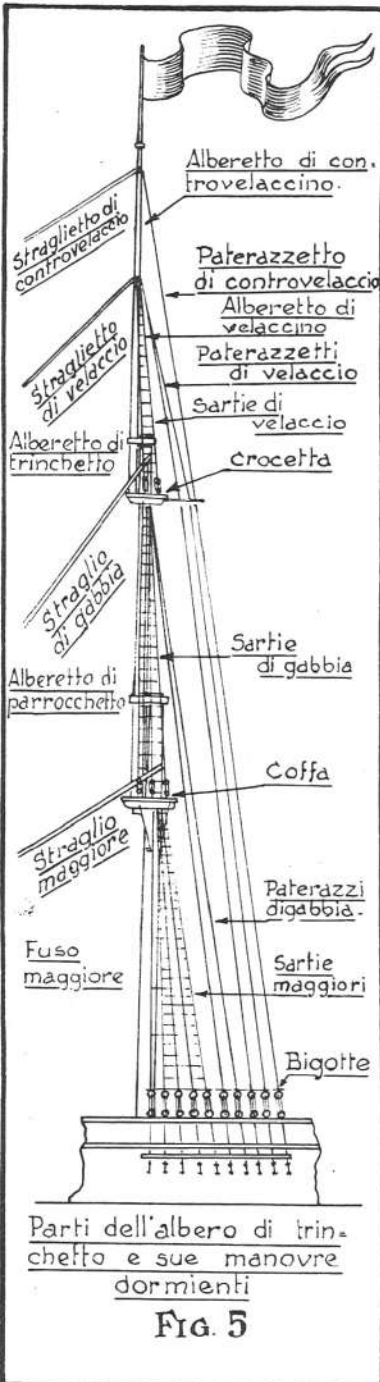 Alberetto di con-
trovelaccino.
Straglietto di
controvelaccio
Paterazzetto
di controvelaccio
Alberetto di
velaccino
Straglietto
di velaccio
Paterazzetti
di velaccio
Sartie di
velaccio
Alberetto di
trinchetto
Crocetta
Straglio
di gabbia
Sartie
di gabbia
Alberetto di
parrocchetto
Coffa
Straglio
maggiore
Paterazzi
digabbia.
Fuso
maggiore
Sartie
maggiori
Bigotte
Parti dell'albero di trin=
chetto e sue manovre
dormienti
FIG. 5